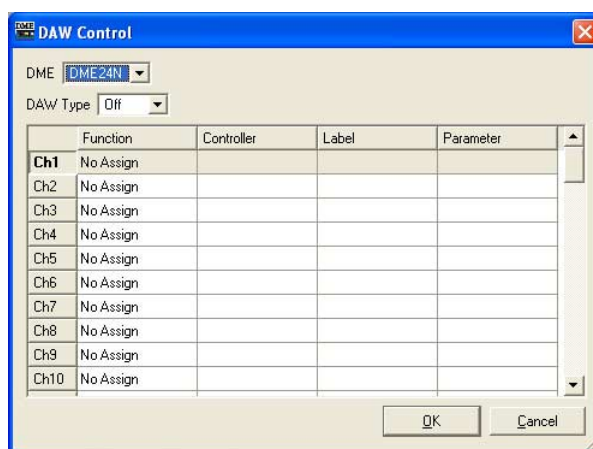 DME DAW Control
DME DME24N
DAW Type Off
Function Controller Label Parameter
Ch1 No Assign
Ch2 No Assign
Ch3 No Assign
Ch4 No Assign
Ch5 No Assign
Ch6 No Assign
Ch7 No Assign
Ch8 No Assign
Ch9 No Assign
Ch10 No Assign
OK Cancel